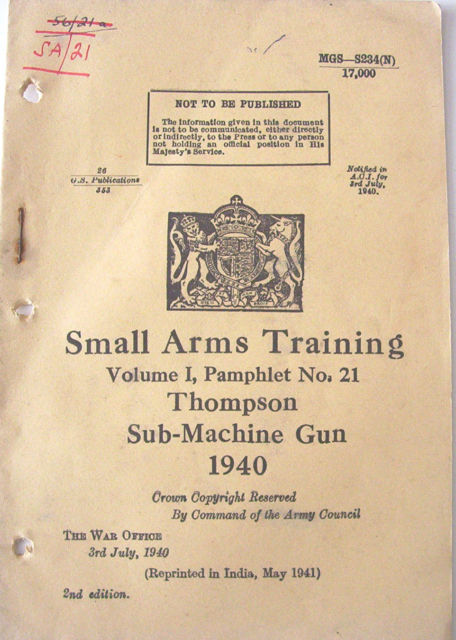 SA/21
MGS—S234(N)
17,000
NOT TO BE PUBLISHED
The information given in this document
is not to be communicated, either directly
or indirectly, to the Press or to any person
not holding an official position in His
Majesty's Service.
26
G.S. Publications
353
Notified in
A.C.I. for
3rd July,
1940.
Small Arms Training
Volume I, Pamphlet No. 21
Thompson
Sub-Machine Gun
1940
Crown Copyright Reserved
By Command of the Army Council
THE WAR OFFICE
3rd July, 1940
(Reprinted in India, May 1941)
2nd edition.